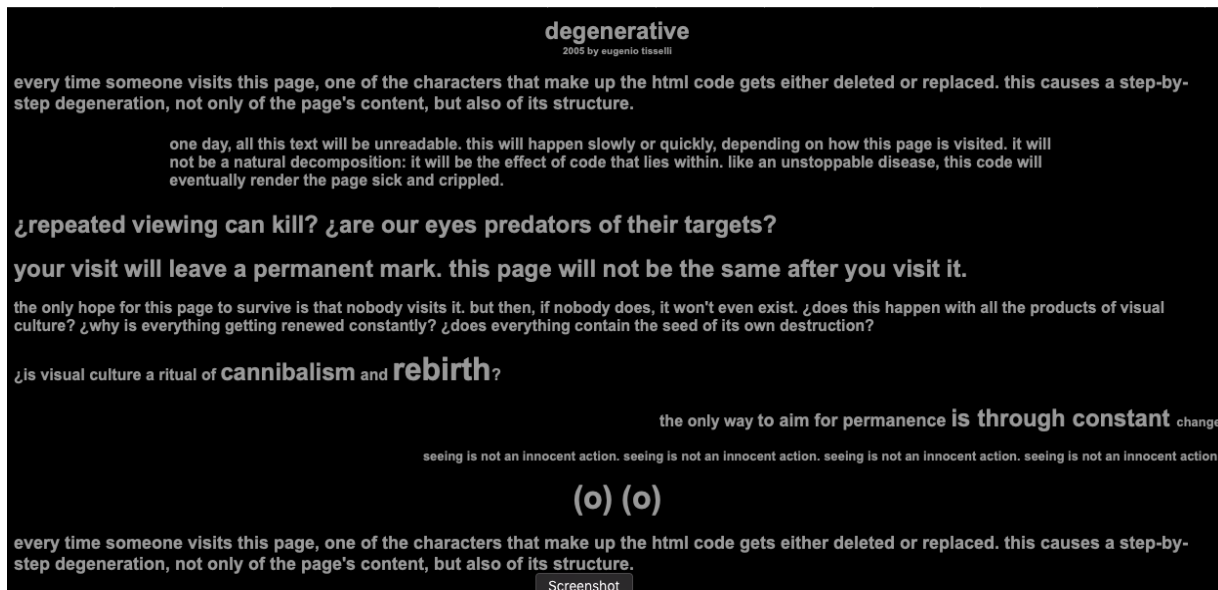 degenerative
2005 by eugenio tisselli
every time someone visits this page, one of the characters that make up the html code gets either deleted or replaced. this causes a step-by-
step degeneration, not only of the page's content, but also of its structure.
one day, all this text will be unreadable. this will happen slowly or quickly, depending on how this page is visited. it will
not be a natural decomposition: it will be the effect of code that lies within. like an unstoppable disease, this code will
eventually render the page sick and crippled.
¿repeated viewing can kill? ¿are our eyes predators of their targets?
your visit will leave a permanent mark. this page will not be the same after you visit it.
the only hope for this page to survive is that nobody visits it. but then, if nobody does, it won't even exist. ¿does this happen with all the products of visual
culture? ¿why is everything getting renewed constantly? ¿does everything contain the seed of its own destruction?
¿is visual culture a ritual of cannibalism and rebirth?
the only way to aim for permanence is through constant change
seeing is not an innocent action. seeing is not an innocent action. seeing is not an innocent action. seeing is not an innocent action
(o) (o)
every time someone visits this page, one of the characters that make up the html code gets either deleted or replaced. this causes a step-by-
step degeneration, not only of the page's content, but also of its structure.
Screenshot